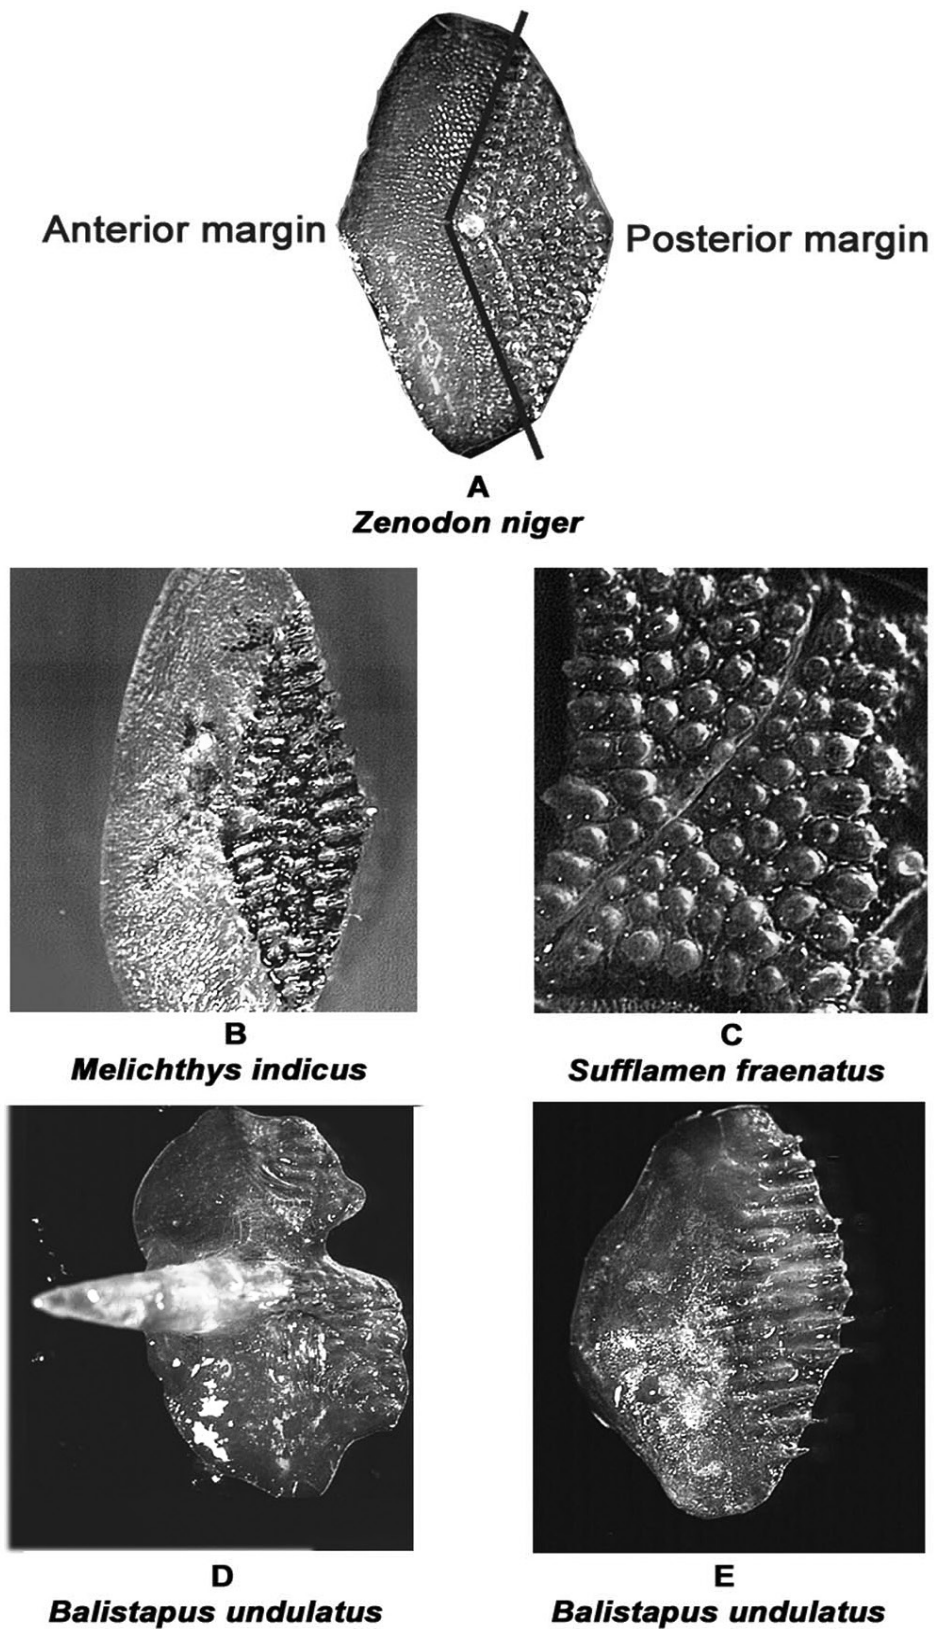 Anterior margin
Posterior margin
A
Zenodon niger
B
Melichthys indicus
C
Sufflamen fraenatus
D
Balistapus undulatus
E
Balistapus undulatus